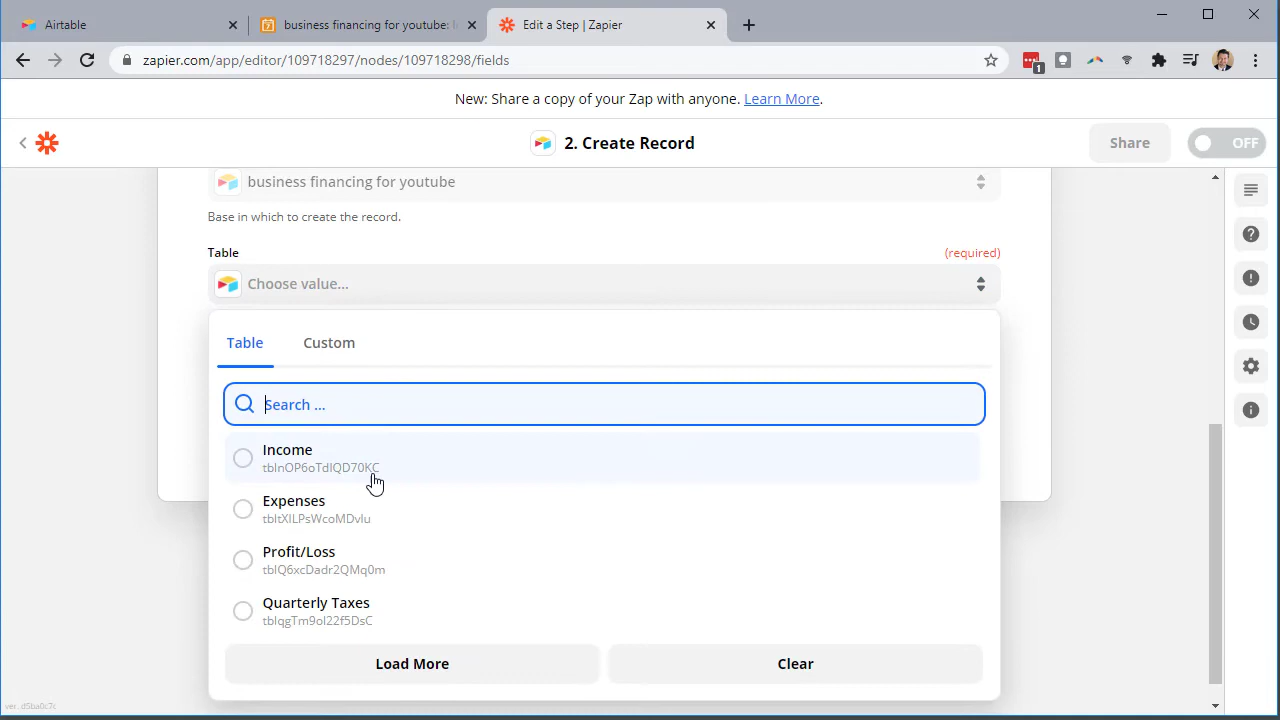 Airtable
business financing for youtube: I
Edit a Step | Zapier
zapier.com/app/editor/109718297/nodes/109718298/fields
1
New: Share a copy of your Zap with anyone. Learn More.
2. Create Record
Share
OFF
business financing for youtube
Base in which to create the record.
Table
(required)
Choose value...
Table
Custom
Search ...
Income
tblnOP6oTdIQD70KC
Expenses
tbltXILPsWcoMDvlu
Profit/Loss
tblQ6xcDadr2QMq0m
Quarterly Taxes
tblqgTm9ol22f5DsC
Load More
Clear
ver. d5ba0c7c